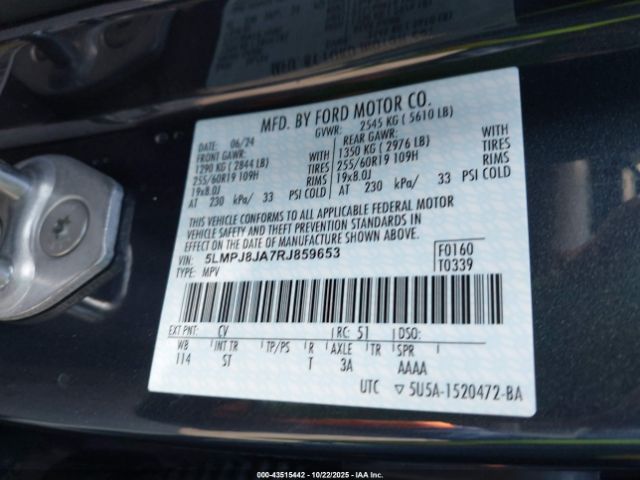 MFD. BY FORD MOTOR CO.
DATE: 06/24 GVWR: 2545 KG ( 5610 LB)
FRONT GAWR: REAR GAWR:
1290 KG ( 2844 LB) WITH 1350 KG ( 2976 LB) WITH
255/60R19 109H TIRES 255/60R19 109H TIRES
19x8.0J RIMS 19x8.0J RIMS
AT 230 kPa/ 33 PSI COLD AT 230 kPa/ 33 PSI COLD
THIS VEHICLE CONFORMS TO ALL APPLICABLE FEDERAL MOTOR
VEHICLE SAFETY AND THEFT PREVENTION STANDARDS IN
EFFECT ON THE DATE OF MANUFACTURE SHOWN ABOVE.
VIN: 5LMPJ8JA7RJ859653 F0160
TYPE: MPV T0339
EXT PNT: CV RC: 51 DSO:
WB INT TR TP/PS R AXLE TR SPR
114 ST T 3A AAAA
UTC 5U5A-1520472-BA
000-43515442 - 10/22/2025 - IAA Inc.